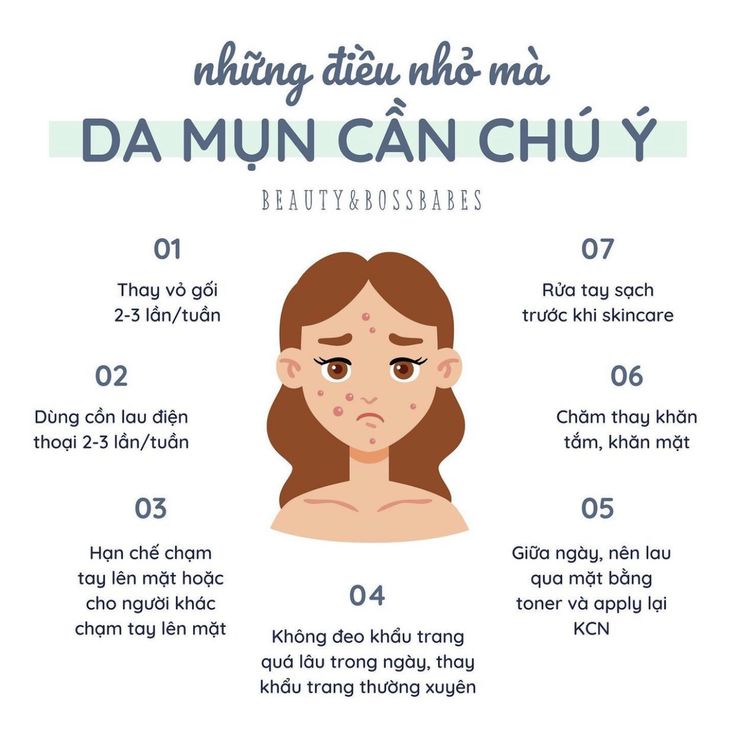 những điều nhỏ mà
DA MỤN CẦN CHÚ Ý
BEAUTY&BOSSBABES
01
Thay vỏ gối
2-3 lần/tuần
02
Dùng cồn lau điện
thoại 2-3 lần/tuần
03
Hạn chế chạm
tay lên mặt hoặc
cho người khác
chạm tay lên mặt
04
Không đeo khẩu trang
quá lâu trong ngày, thay
khẩu trang thường xuyên
05
Giữa ngày, nên lau
qua mặt bằng
toner và apply lại
KCN
06
Chăm thay khăn
tắm, khăn mặt
07
Rửa tay sạch
trước khi skincare